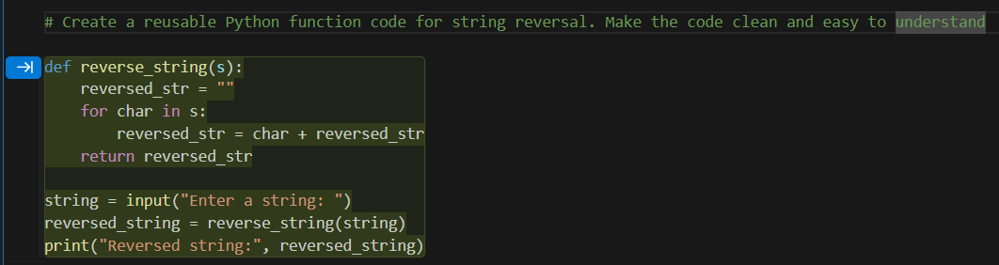 # Create a reusable Python function code for string reversal. Make the code clean and easy to understand
def reverse_string(s):
    reversed_str = ""
    for char in s:
        reversed_str = char + reversed_str
    return reversed_str
string = input("Enter a string: ")
reversed_string = reverse_string(string)
print("Reversed string:", reversed_string)